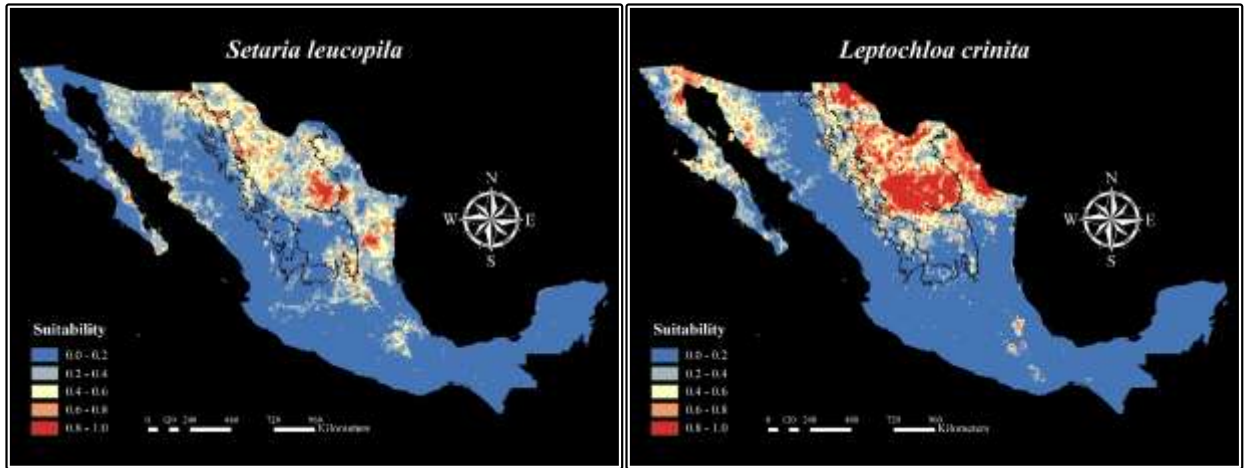 Setaria leucopila
N
W E
S
Suitability
0.0 - 0.2
0.2 - 0.4
0.4 - 0.6
0.6 - 0.8
0.8 - 1.0
Kilometers
Leptochloa crinita
N
W E
S
Suitability
0.0 - 0.2
0.2 - 0.4
0.4 - 0.6
0.6 - 0.8
0.8 - 1.0
Kilometers